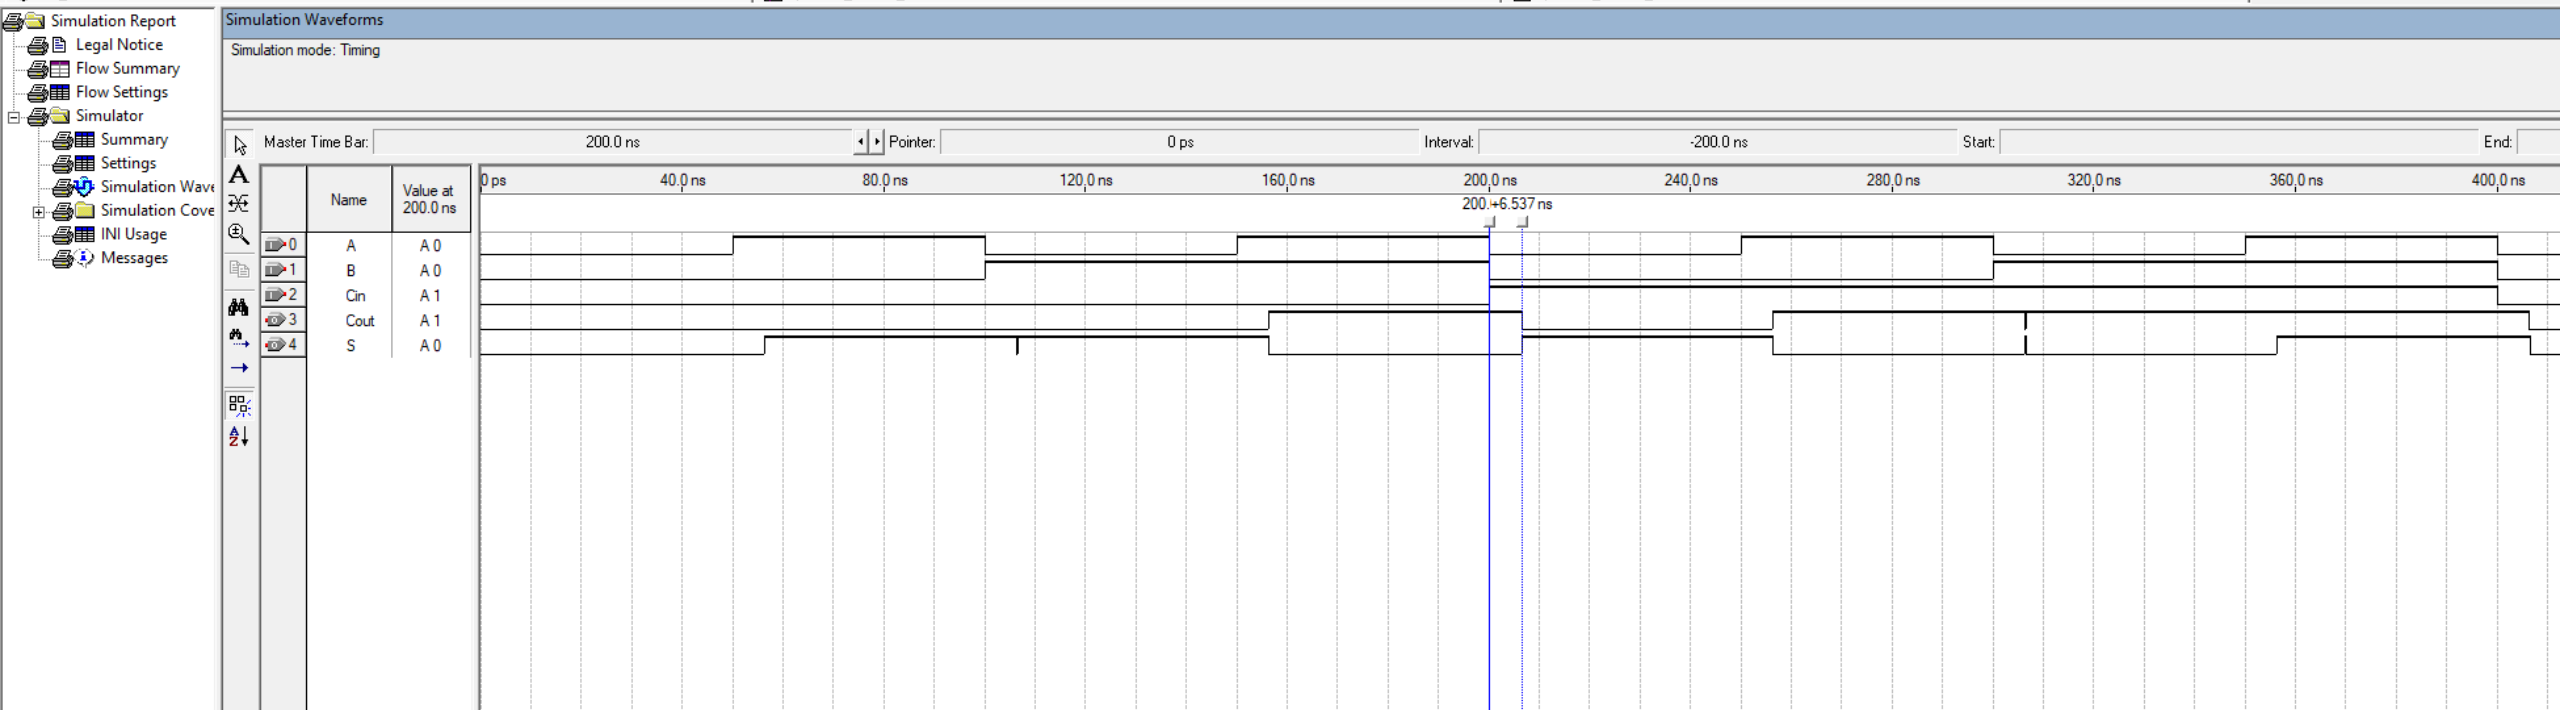 Simulation Report
Legal Notice
Flow Summary
Flow Settings
Simulator
Summary
Settings
Simulation Wave
Simulation Cove
INI Usage
Messages
Simulation Waveforms
Simulation mode: Timing
Master Time Bar: 200.0 ns Pointer: 0 ps Interval: -200.0 ns Start: End:
Name Value at 200.0 ns
0 ps 40.0 ns 80.0 ns 120.0 ns 160.0 ns 200.0 ns 240.0 ns 280.0 ns 320.0 ns 360.0 ns 400.0 ns
200.+6.537 ns
0 A A 0
1 B A 0
2 Cin A 1
3 Cout A 1
4 S A 0